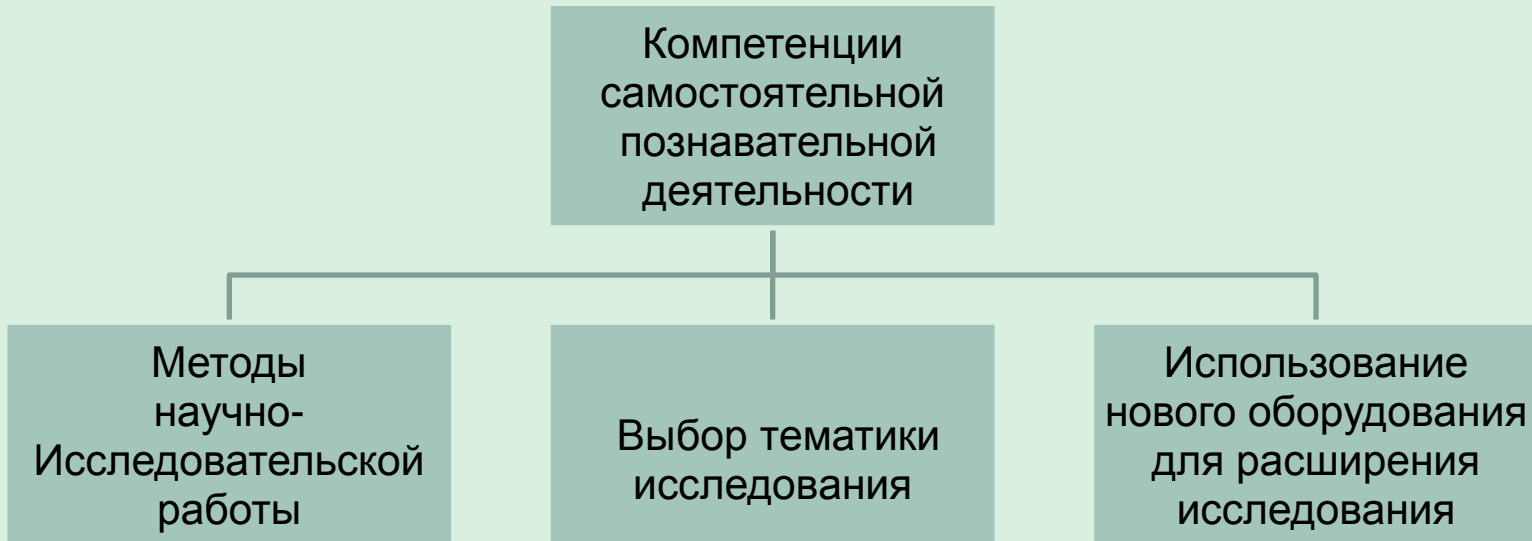 Компетенции
самостоятельной
познавательной
деятельности
Методы
научно-
Исследовательской
работы
Выбор тематики
исследования
Использование
нового оборудования
для расширения
исследования